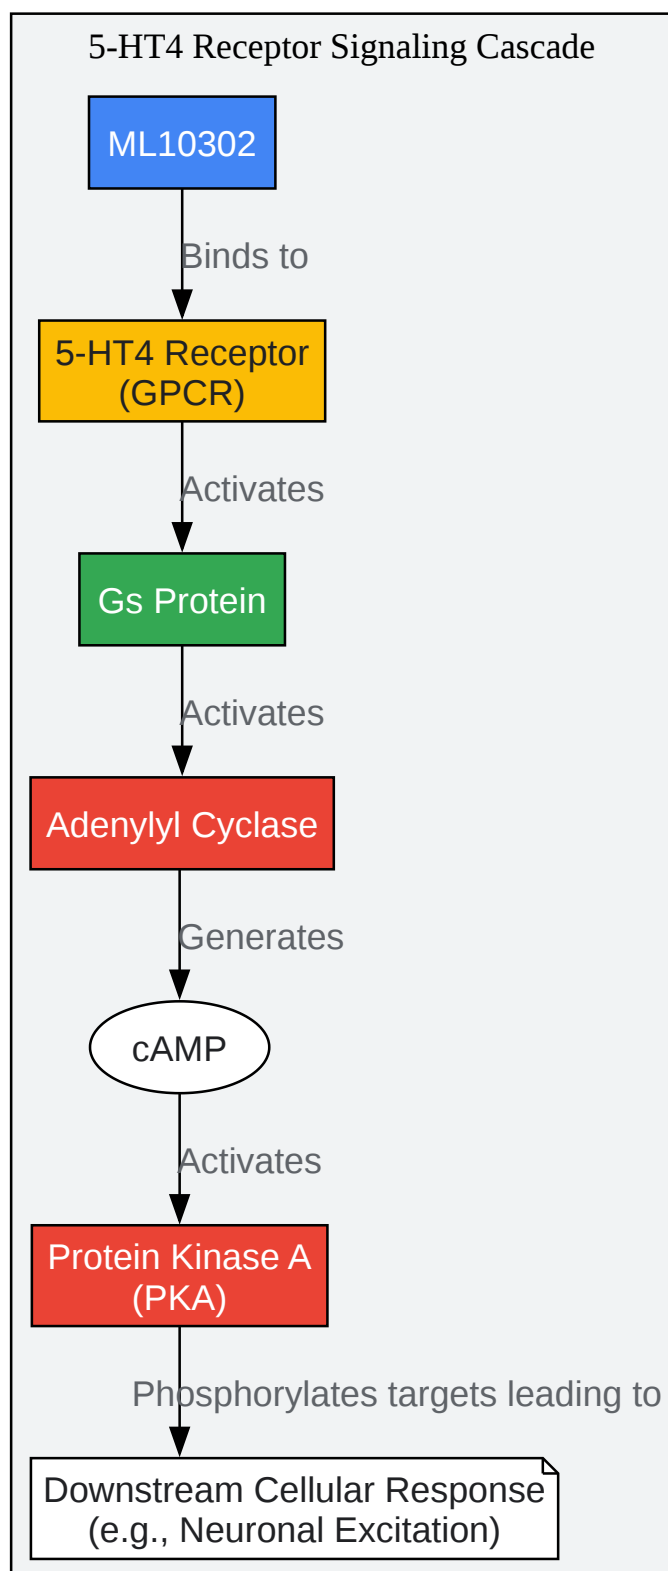 5-HT4 Receptor Signaling Cascade
ML10302
Binds to
5-HT4 Receptor
(GPCR)
Activates
Gs Protein
Activates
Adenylyl Cyclase
Generates
cAMP
Activates
Protein Kinase A
(PKA)
Phosphorylates targets leading to
Downstream Cellular Response
(e.g., Neuronal Excitation)